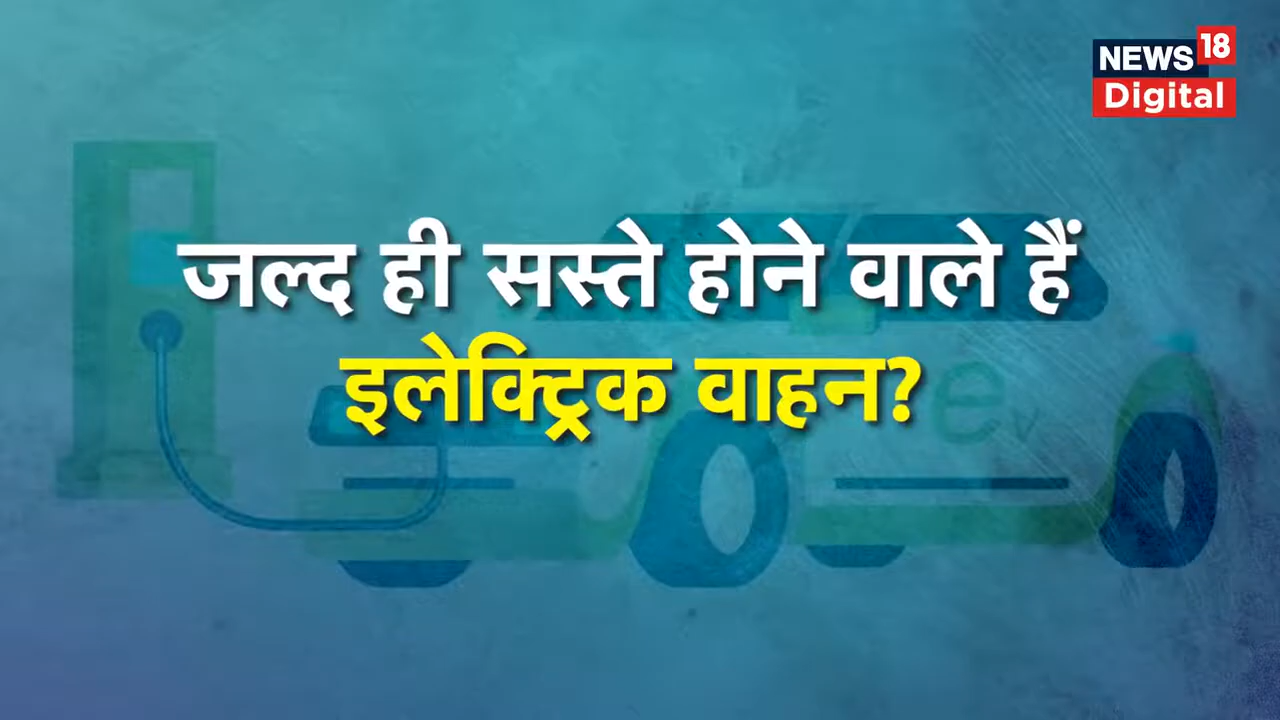 NEWS 18
Digital
जल्द ही सस्ते होने वाले हैं
इलेक्ट्रिक वाहन?
ev